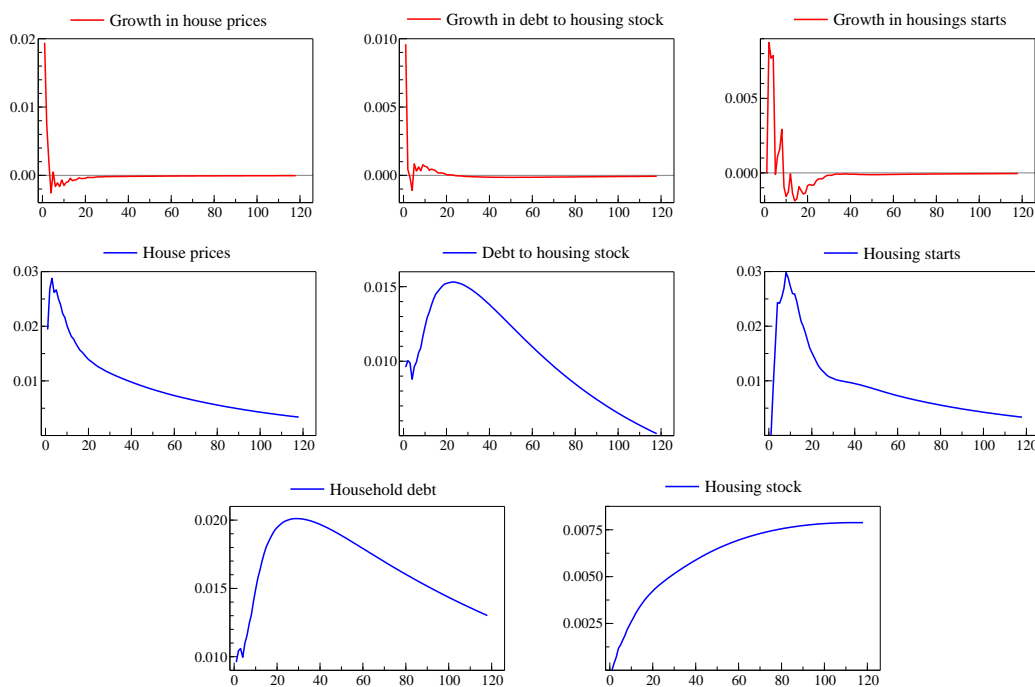 Growth in house prices
Growth in debt to housing stock
Growth in housings starts
0.02
0.01
0.00
0 20 40 60 80 100 120
0.010
0.005
0.000
0 20 40 60 80 100 120
0.005
0.000
0 20 40 60 80 100 120
House prices
Debt to housing stock
Housing starts
0.03
0.02
0.01
0 20 40 60 80 100 120
0.015
0.010
0 20 40 60 80 100 120
0.03
0.02
0.01
0 20 40 60 80 100 120
Household debt
Housing stock
0.020
0.015
0.010
0 20 40 60 80 100 120
0.0075
0.0050
0.0025
0 20 40 60 80 100 120